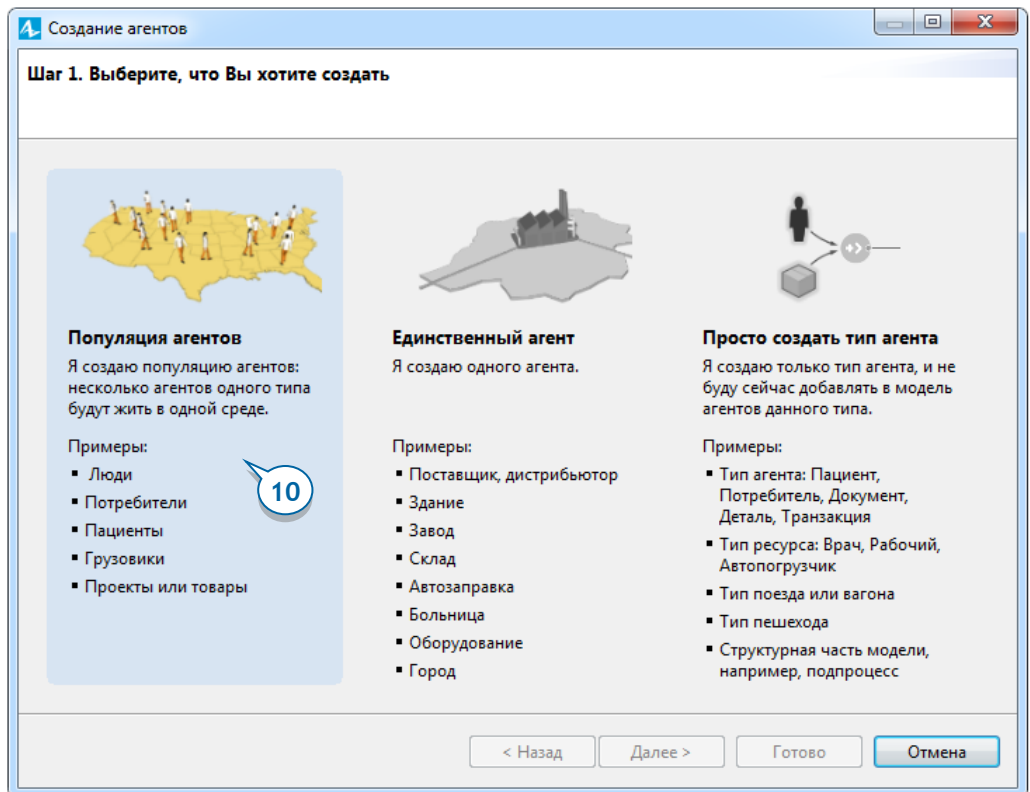 Создание агентов
Шаг 1. Выберите, что Вы хотите создать
Популяция агентов
Я создаю популяцию агентов:
несколько агентов одного типа
будут жить в одной среде.
Примеры:
▪ Люди
▪ Потребители
▪ Пациенты
▪ Грузовики
▪ Проекты или товары
10
Единственный агент
Я создаю одного агента.
Примеры:
▪ Поставщик, дистрибьютор
▪ Здание
▪ Завод
▪ Склад
▪ Автозаправка
▪ Больница
▪ Оборудование
▪ Город
Просто создать тип агента
Я создаю только тип агента, и не
буду сейчас добавлять в модель
агентов данного типа.
Примеры:
▪ Тип агента: Пациент,
Потребитель, Документ,
Деталь, Транзакция
▪ Тип ресурса: Врач, Рабочий,
Автопогрузчик
▪ Тип поезда или вагона
▪ Тип пешехода
▪ Структурная часть модели,
например, подпроцесс
< Назад
Далее >
Готово
Отмена